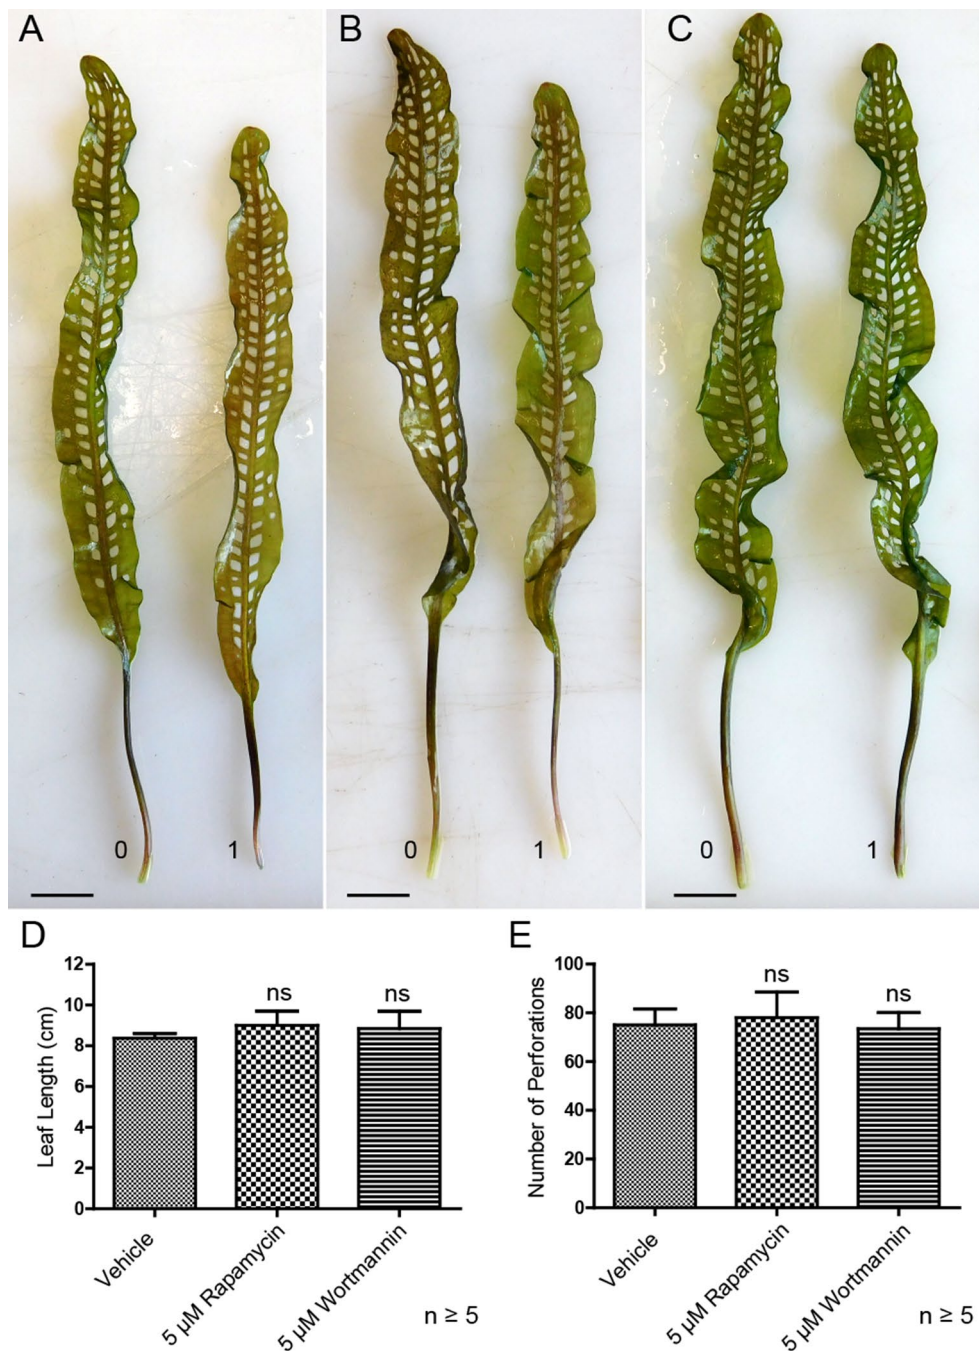 A B C
0 1 0 1 0 1
D E
12 100
10 80
8 60
6 40
4 20
2 0
0
Leaf Length (cm)
ns ns
Vehicle
5 µM Rapamycin
5 µM Wortmannin
n ≥ 5
Number of Perforations
ns
ns
Vehicle
5 µM Rapamycin
5 µM Wortmannin
n ≥ 5